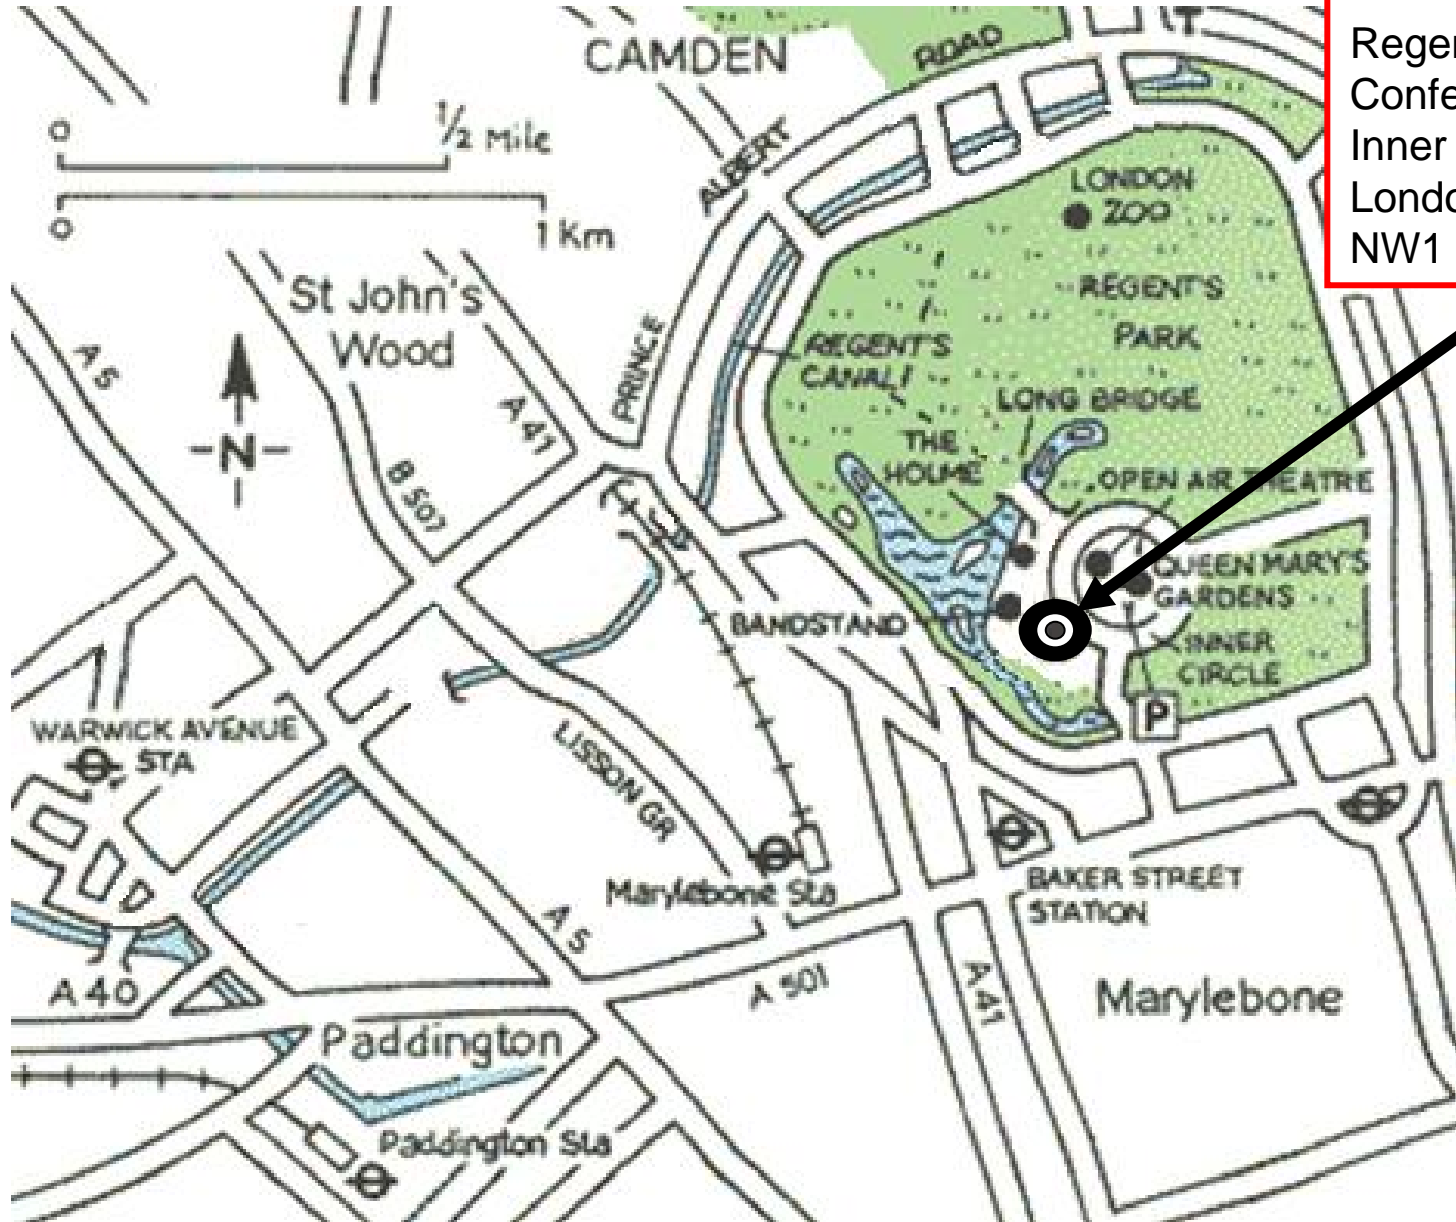 CAMDEN
ROAD
ALBERT
PRINCE
0
1/2 Mile
0
1 Km
Confe
Inner
Londo
NW1
LONDON
ZOO
REGENT'S
PARK
St John's
Wood
A 5
N
A 41
B 507
REGENT'S
CANAL
LONG BRIDGE
THE
HOLME
OPEN AIR THEATRE
QUEEN MARY'S
GARDENS
BANDSTAND
INNER
CIRCLE
P
WARWICK AVENUE
STA
LISSON GR
Marylebone Sta
BAKER STREET
STATION
A 5
A 40
A 501
A 41
Marylebone
Paddington
Paddington Sta